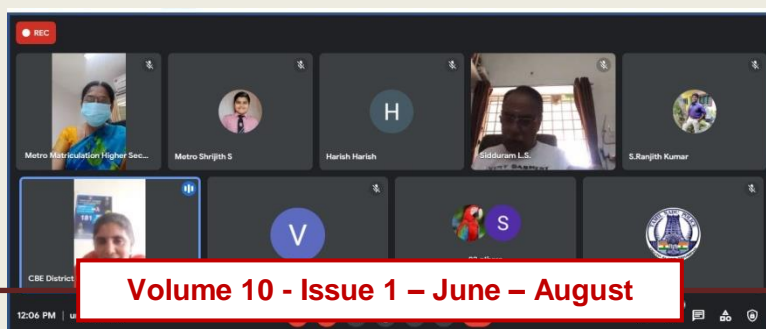 REC
Metro Matriculation Higher Sec...
Metro Shrijith S
H
Harish Harish
Sidduram L.S.
S.Ranjith Kumar
181
CBE District
V
S
Volume 10 - Issue 1 – June – August
12:06 PM